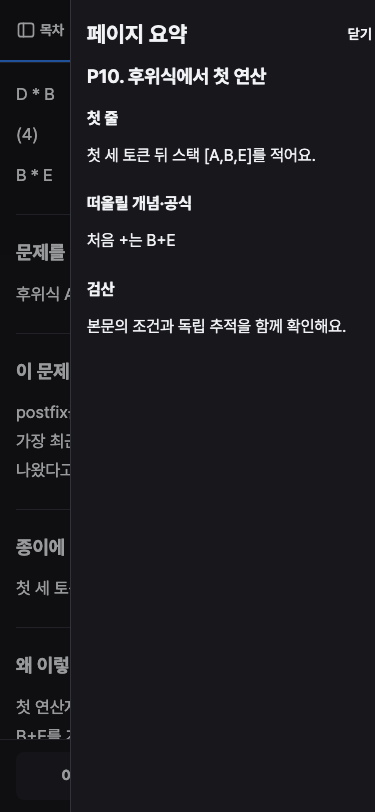 목차
D * B
(4)
B * E
문제를
후위식
이 문제
postfix
가장 최근
나왔다고
종이에
첫 세 토
왜 이렇
첫 연산
B+E를
페이지 요약
닫기
P10. 후위식에서 첫 연산
첫 줄
첫 세 토큰 뒤 스택 [A,B,E]를 적어요.
떠올릴 개념·공식
처음 +는 B+E
검산
본문의 조건과 독립 추적을 함께 확인해요.